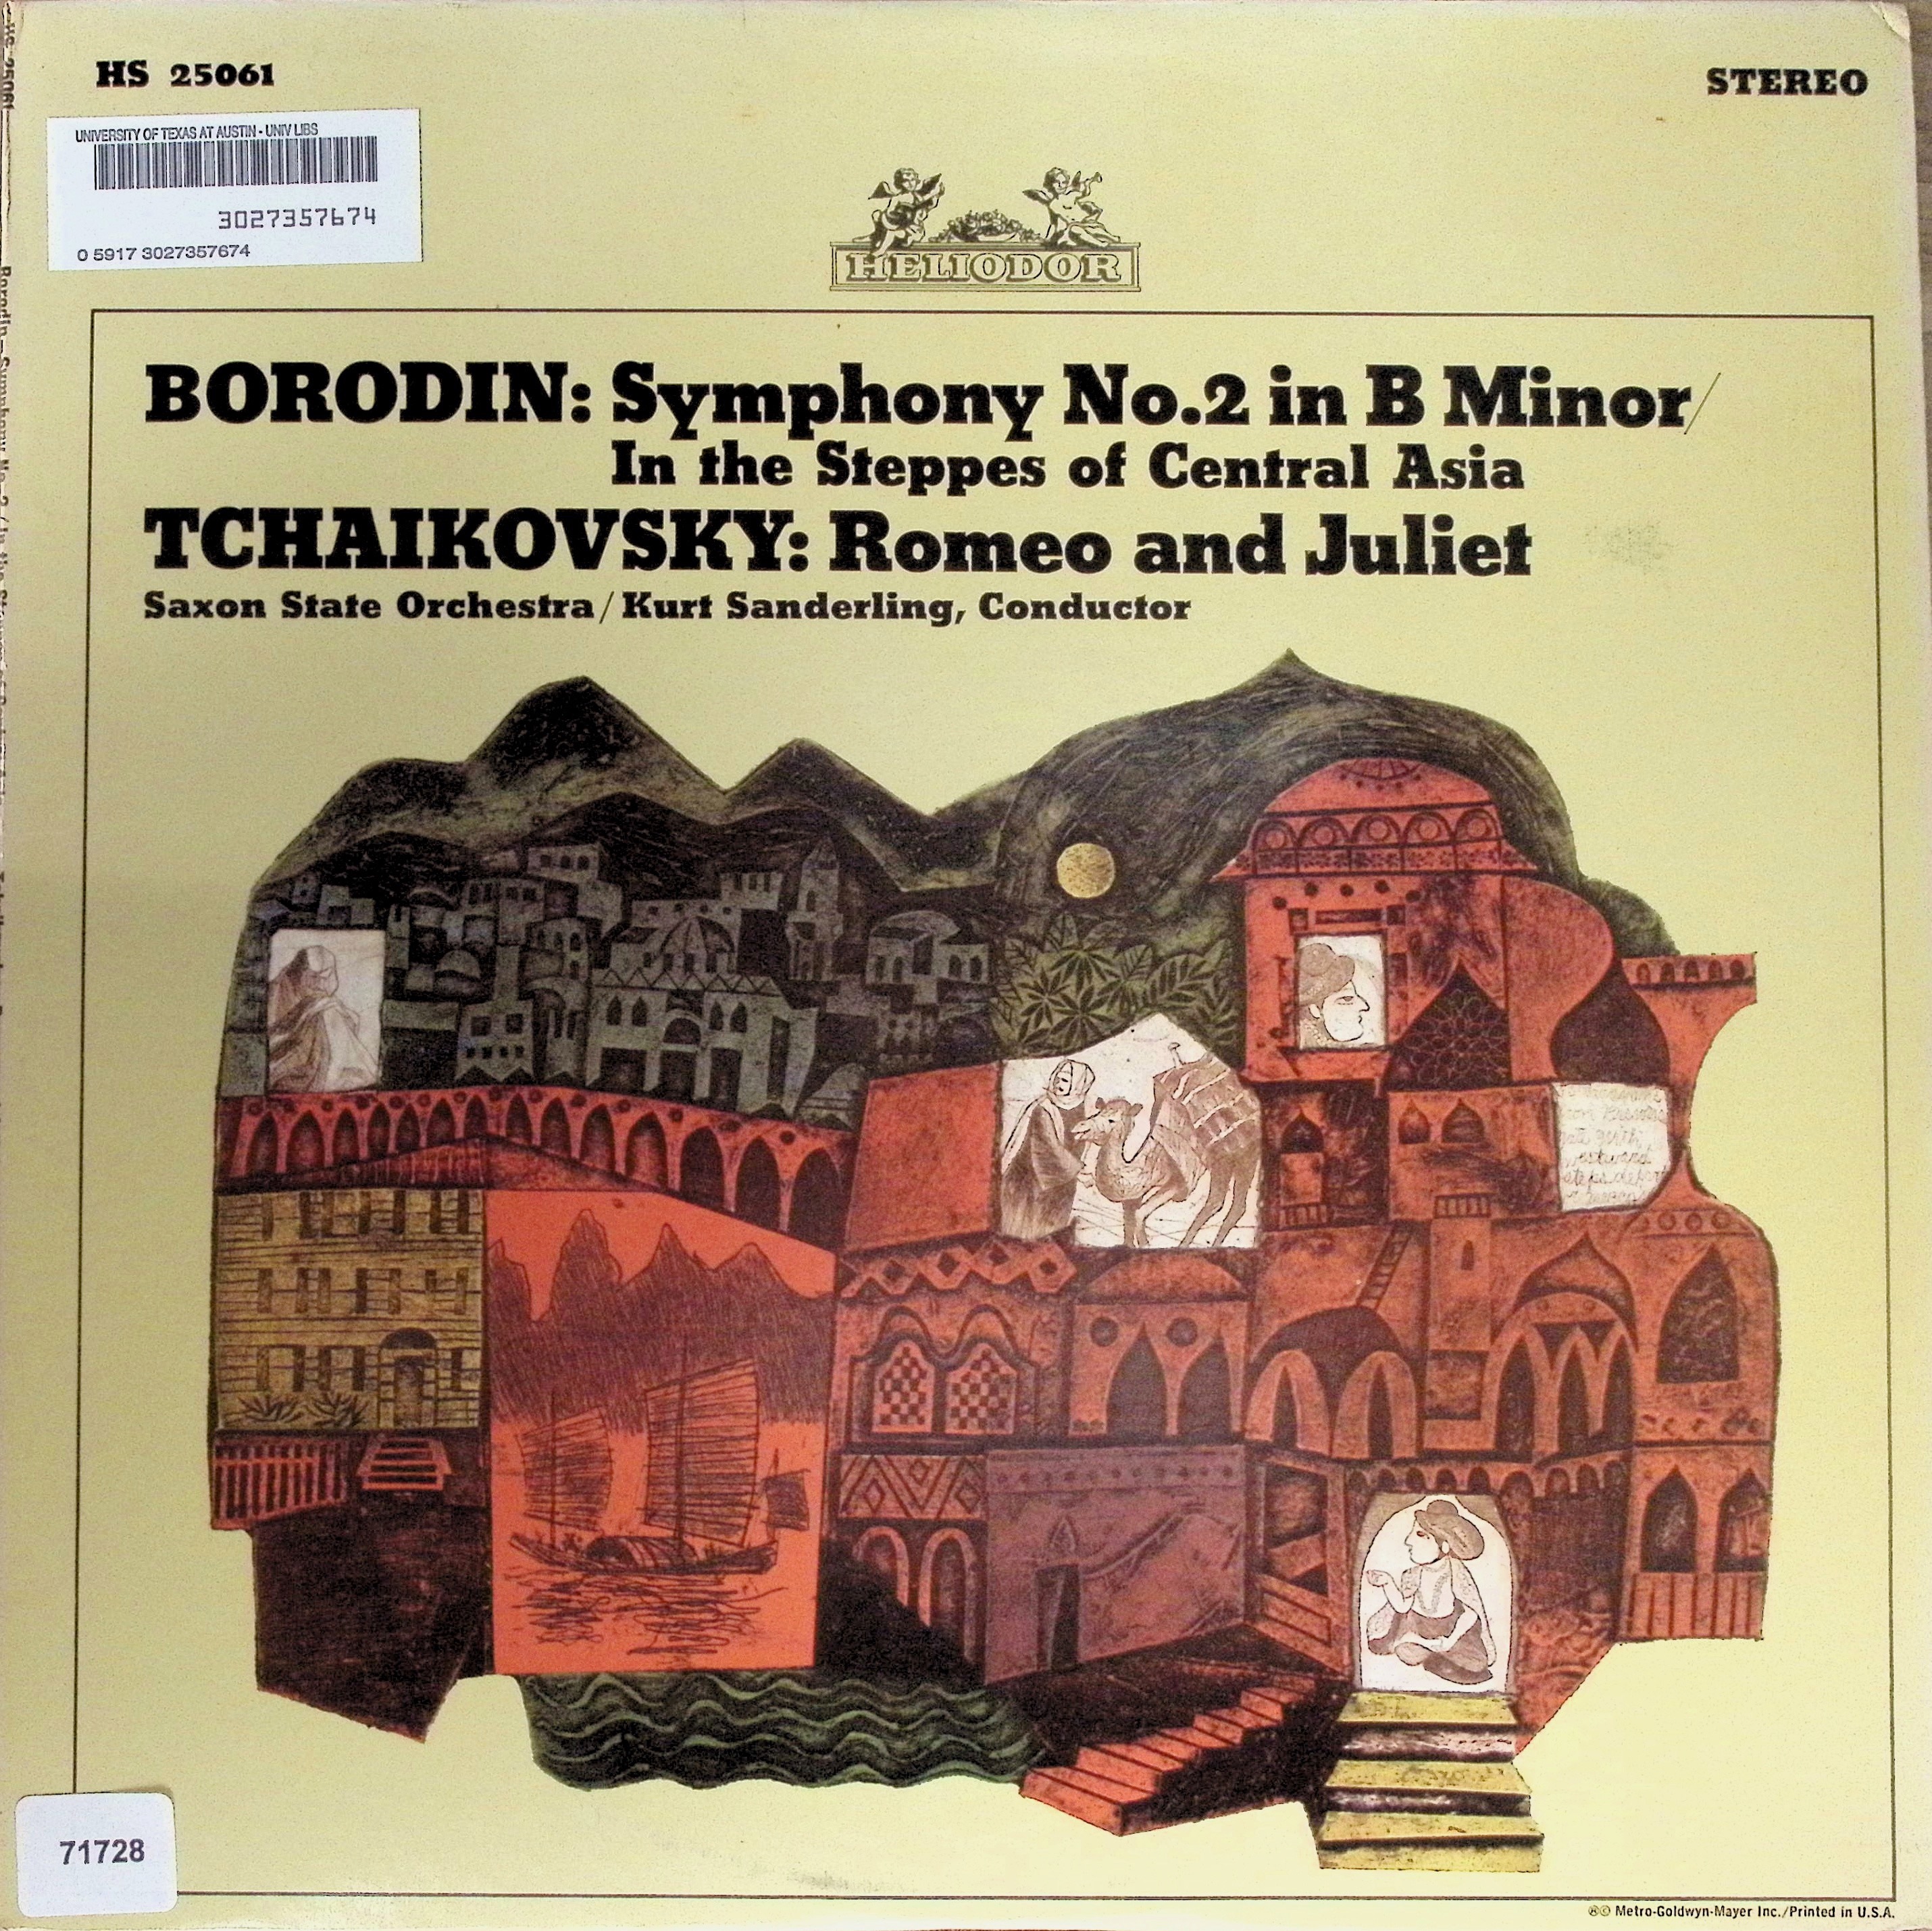 HS 25061
STEREO
UNIVERSITY OF TEXAS AT AUSTIN - UNIV LIBS
3027357674
0 5917 3027357674
HELIODOR
BORODIN: Symphony No.2 in B Minor/
In the Steppes of Central Asia
TCHAIKOVSKY: Romeo and Juliet
Saxon State Orchestra/Kurt Sanderling, Conductor
71728
℗© Metro-Goldwyn-Mayer Inc./Printed in U.S.A.